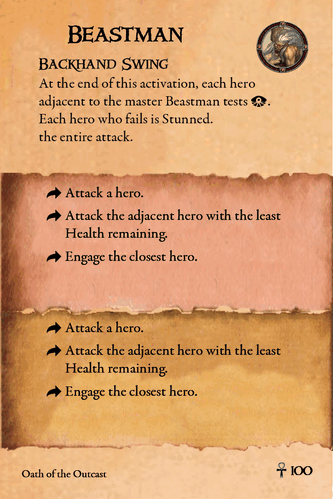 Beastman
Backhand Swing
At the end of this activation, each hero
adjacent to the master Beastman tests .
Each hero who fails is Stunned.
the entire attack.
Attack a hero.
Attack the adjacent hero with the least
Health remaining.
Engage the closest hero.
Attack a hero.
Attack the adjacent hero with the least
Health remaining.
Engage the closest hero.
Oath of the Outcast
☥ 100